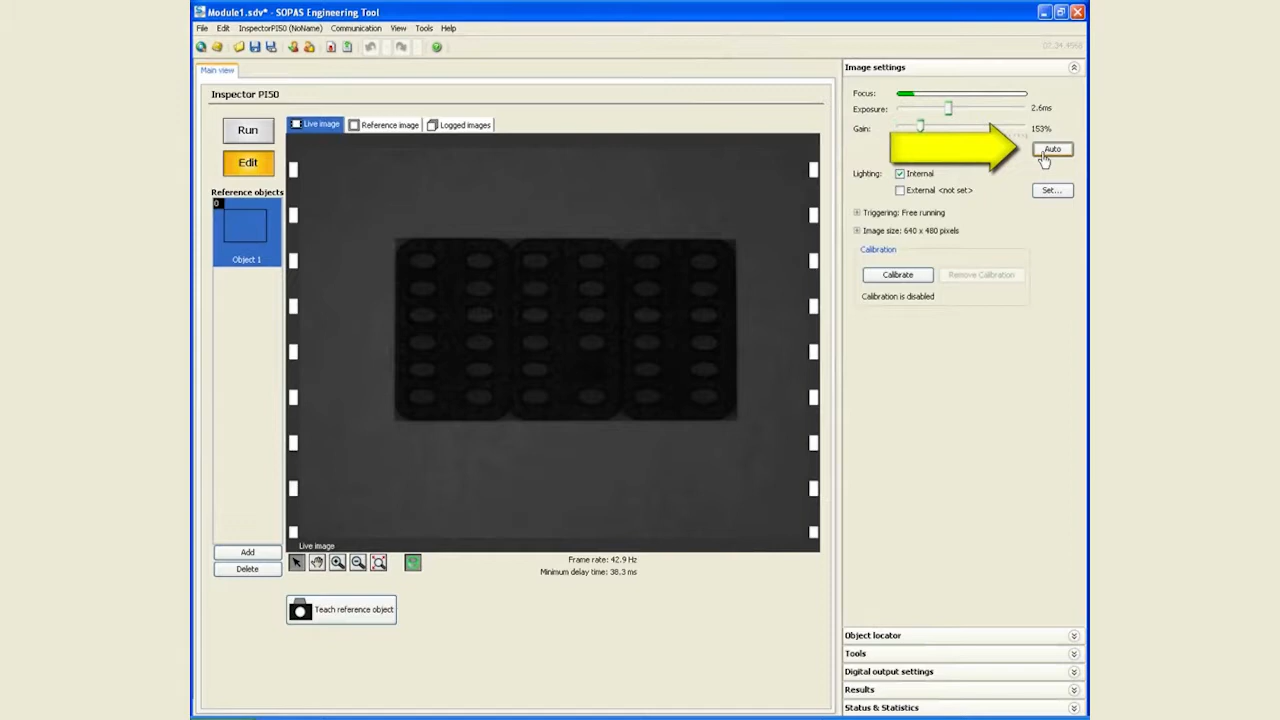 Module1.sdv* - SOPAS Engineering Tool
File Edit InspectorPI50 (NoName) Communication View Tools Help
Main view
Inspector PI50
Run
Edit
Live image Reference image Logged images
Reference objects
0
Object 1
Add
Delete
Live image
Frame rate: 42.9 Hz
Minimum delay time: 38.3 ms
Teach reference object
Image settings
Focus:
Exposure: 2.6ms
Gain: 153%
Auto
Lighting: Internal
External <not set> Set...
Triggering: Free running
Image size: 640 x 480 pixels
Calibration
Calibrate Remove Calibration
Calibration is disabled
Object locator
Tools
Digital output settings
Results
Status & Statistics